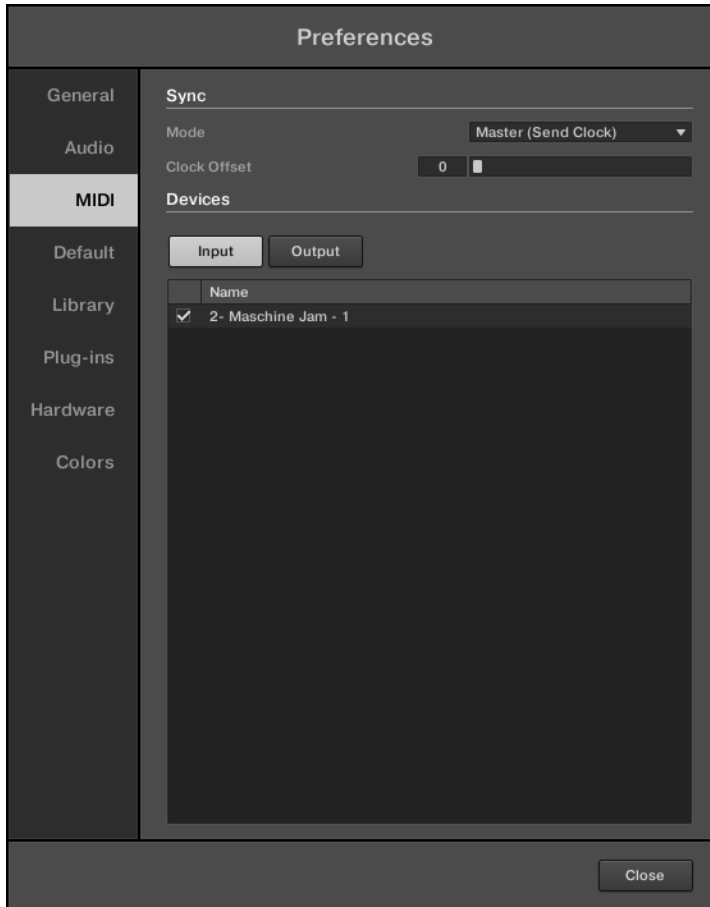 Preferences
General
Audio
MIDI
Default
Library
Plug-ins
Hardware
Colors
Sync
Mode Master (Send Clock)
Clock Offset 0
Devices
Input Output
Name
2- Maschine Jam - 1
Close